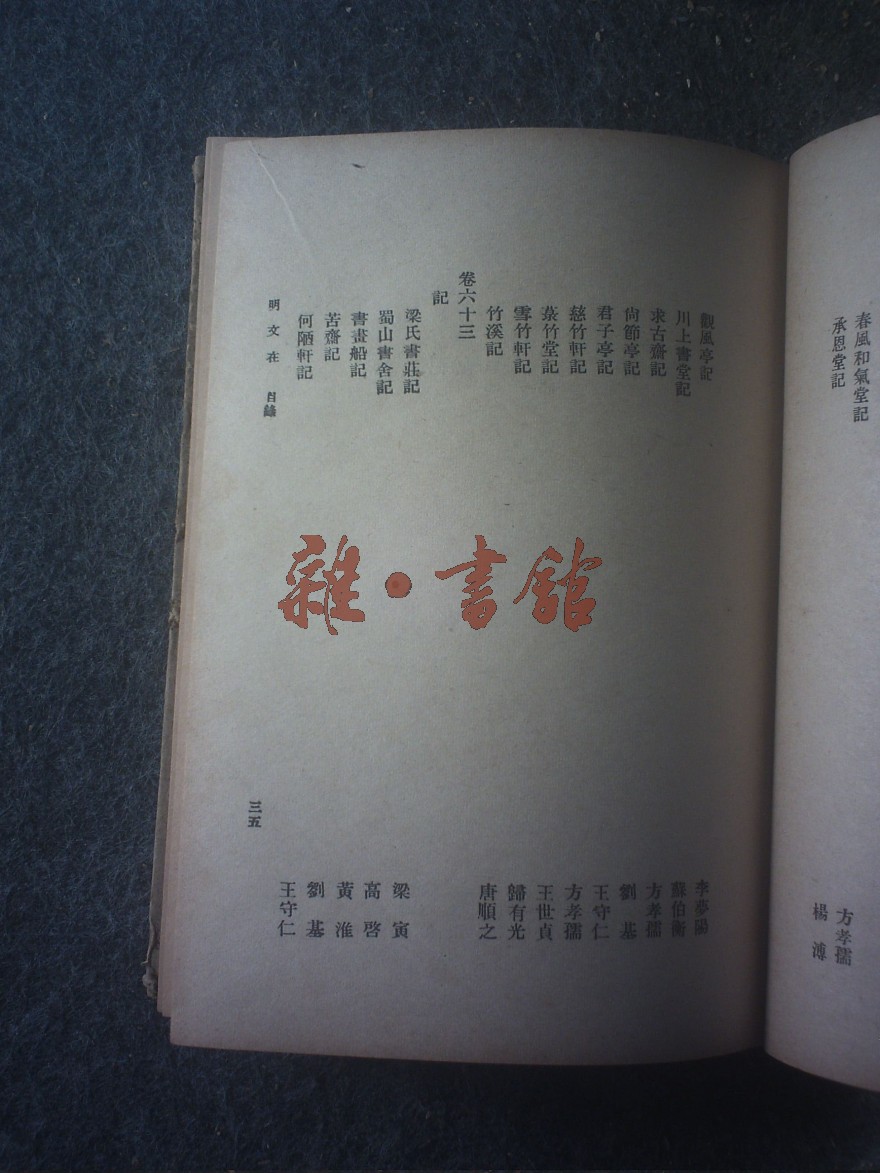 春風和氣堂記 方孝孺
承恩堂記 楊溥
觀風亭記 李夢陽
川上書堂記 蘇伯衡
求古齋記 方孝孺
尙節亭記 劉基
君子亭記 王守仁
慈竹軒記 方孝孺
菉竹堂記 王世貞
雪竹軒記 歸有光
竹溪記 唐順之
卷六十三
記
梁氏書莊記 梁寅
蜀山書舍記 高啓
書畫船記 黃淮
苦齋記 劉基
何陋軒記 王守仁
明文在 目錄 三五
雜·書館